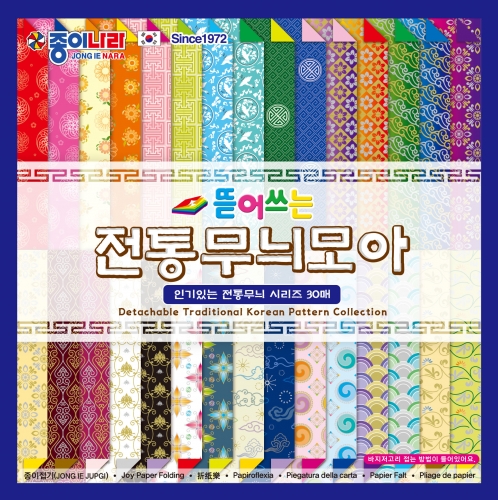 종이나라
JONG IE NARA
Since1972
뜯어쓰는
전통무늬모아
인기있는 전통무늬 시리즈 30매
Detachable Traditional Korean Pattern Collection
바지저고리 접는 방법이 들어있어요.
종이접기(JONG IE JUPGI) • Joy Paper Folding • 折紙樂 • Papiroflexia • Piegatura della carta • Papier Falt • Pliage de papier